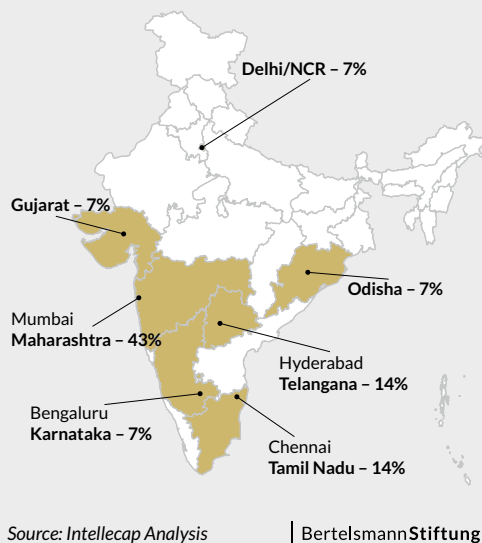 Delhi/NCR – 7%
Gujarat – 7%
Odisha – 7%
Mumbai
Maharashtra – 43%
Hyderabad
Telangana – 14%
Bengaluru
Karnataka – 7%
Chennai
Tamil Nadu – 14%
Source: Intellecap Analysis
BertelsmannStiftung